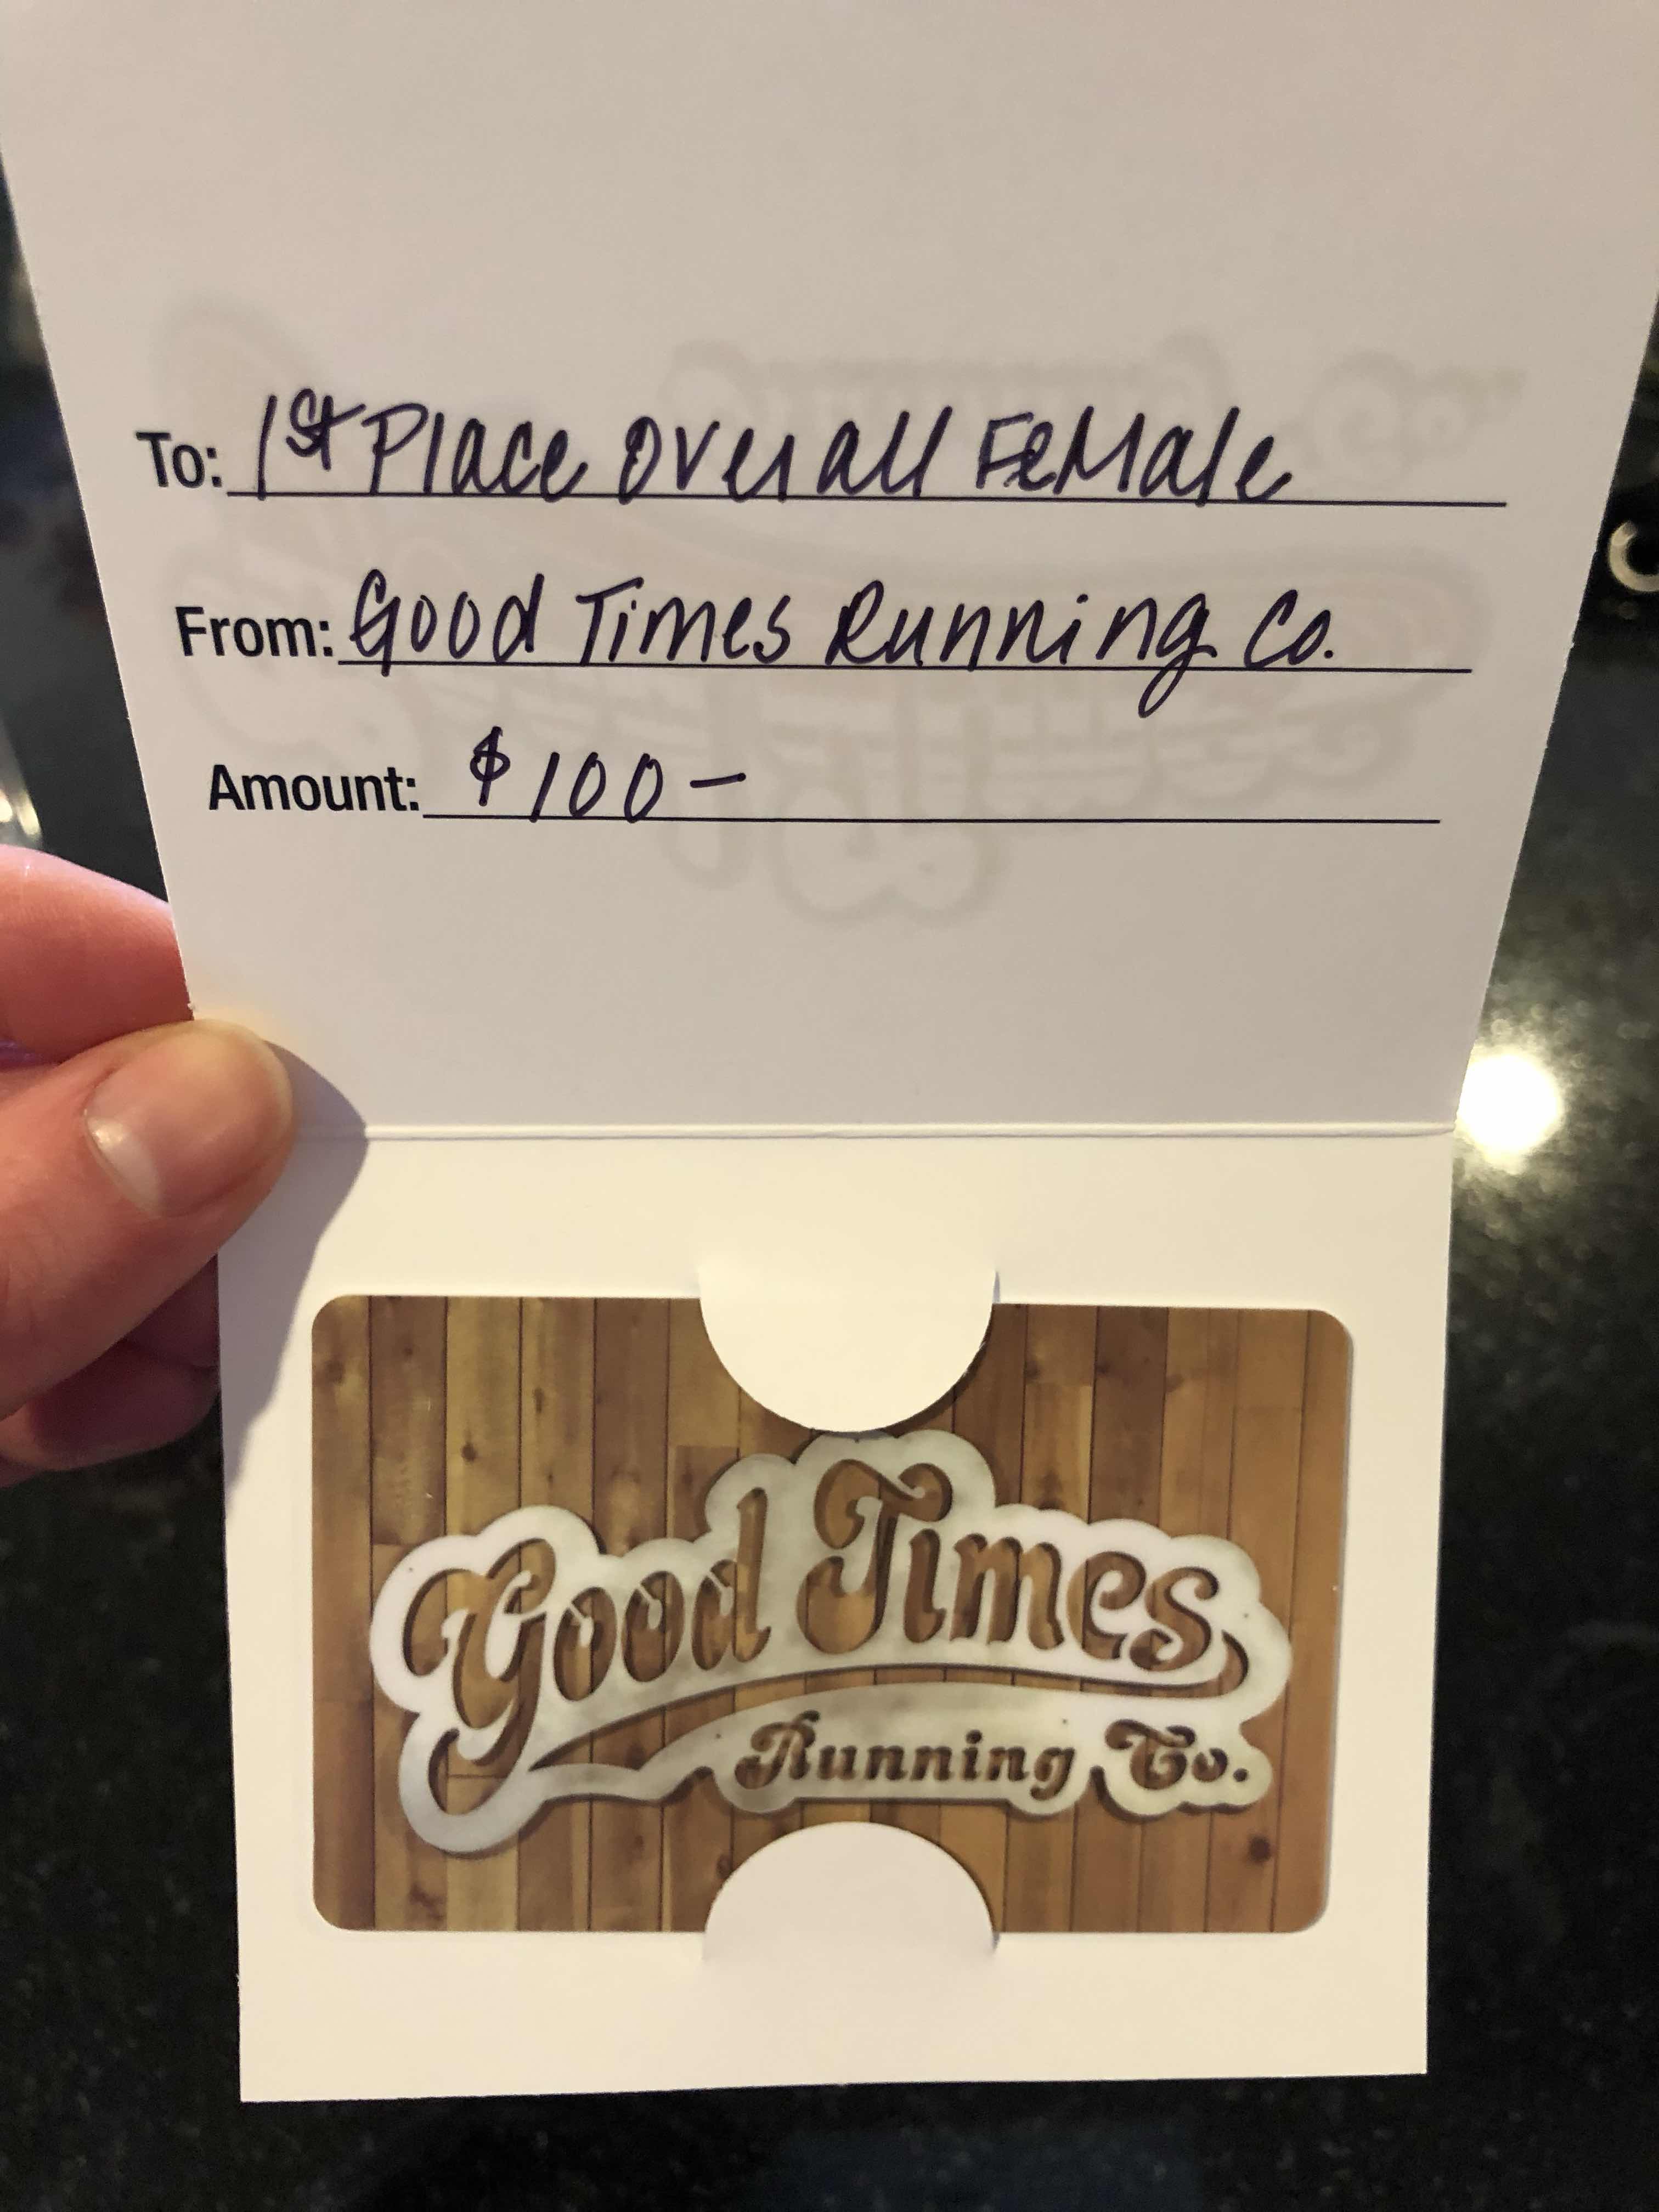 To: 1st Place Overall Female
From: Good Times Running Co.
Amount: $100-
Good Times
Running Co.